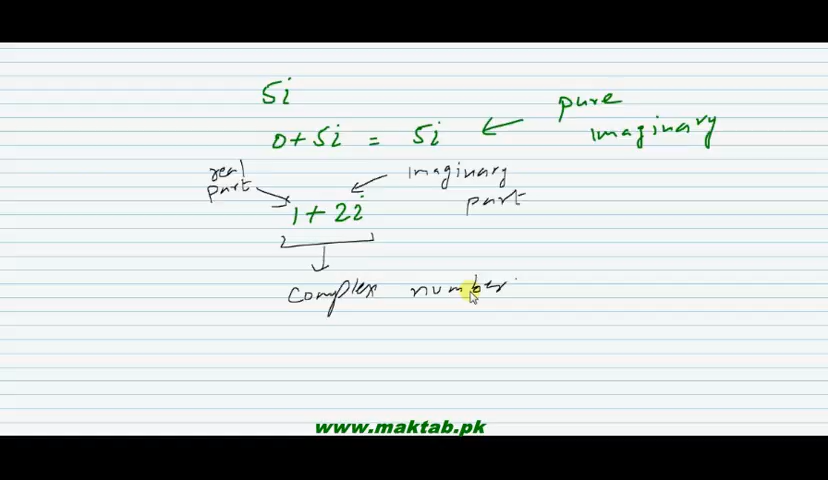 5i
0+5i = 5i
pure
imaginary
real
part
1+2i
imaginary
part
complex number
www.maktab.pk